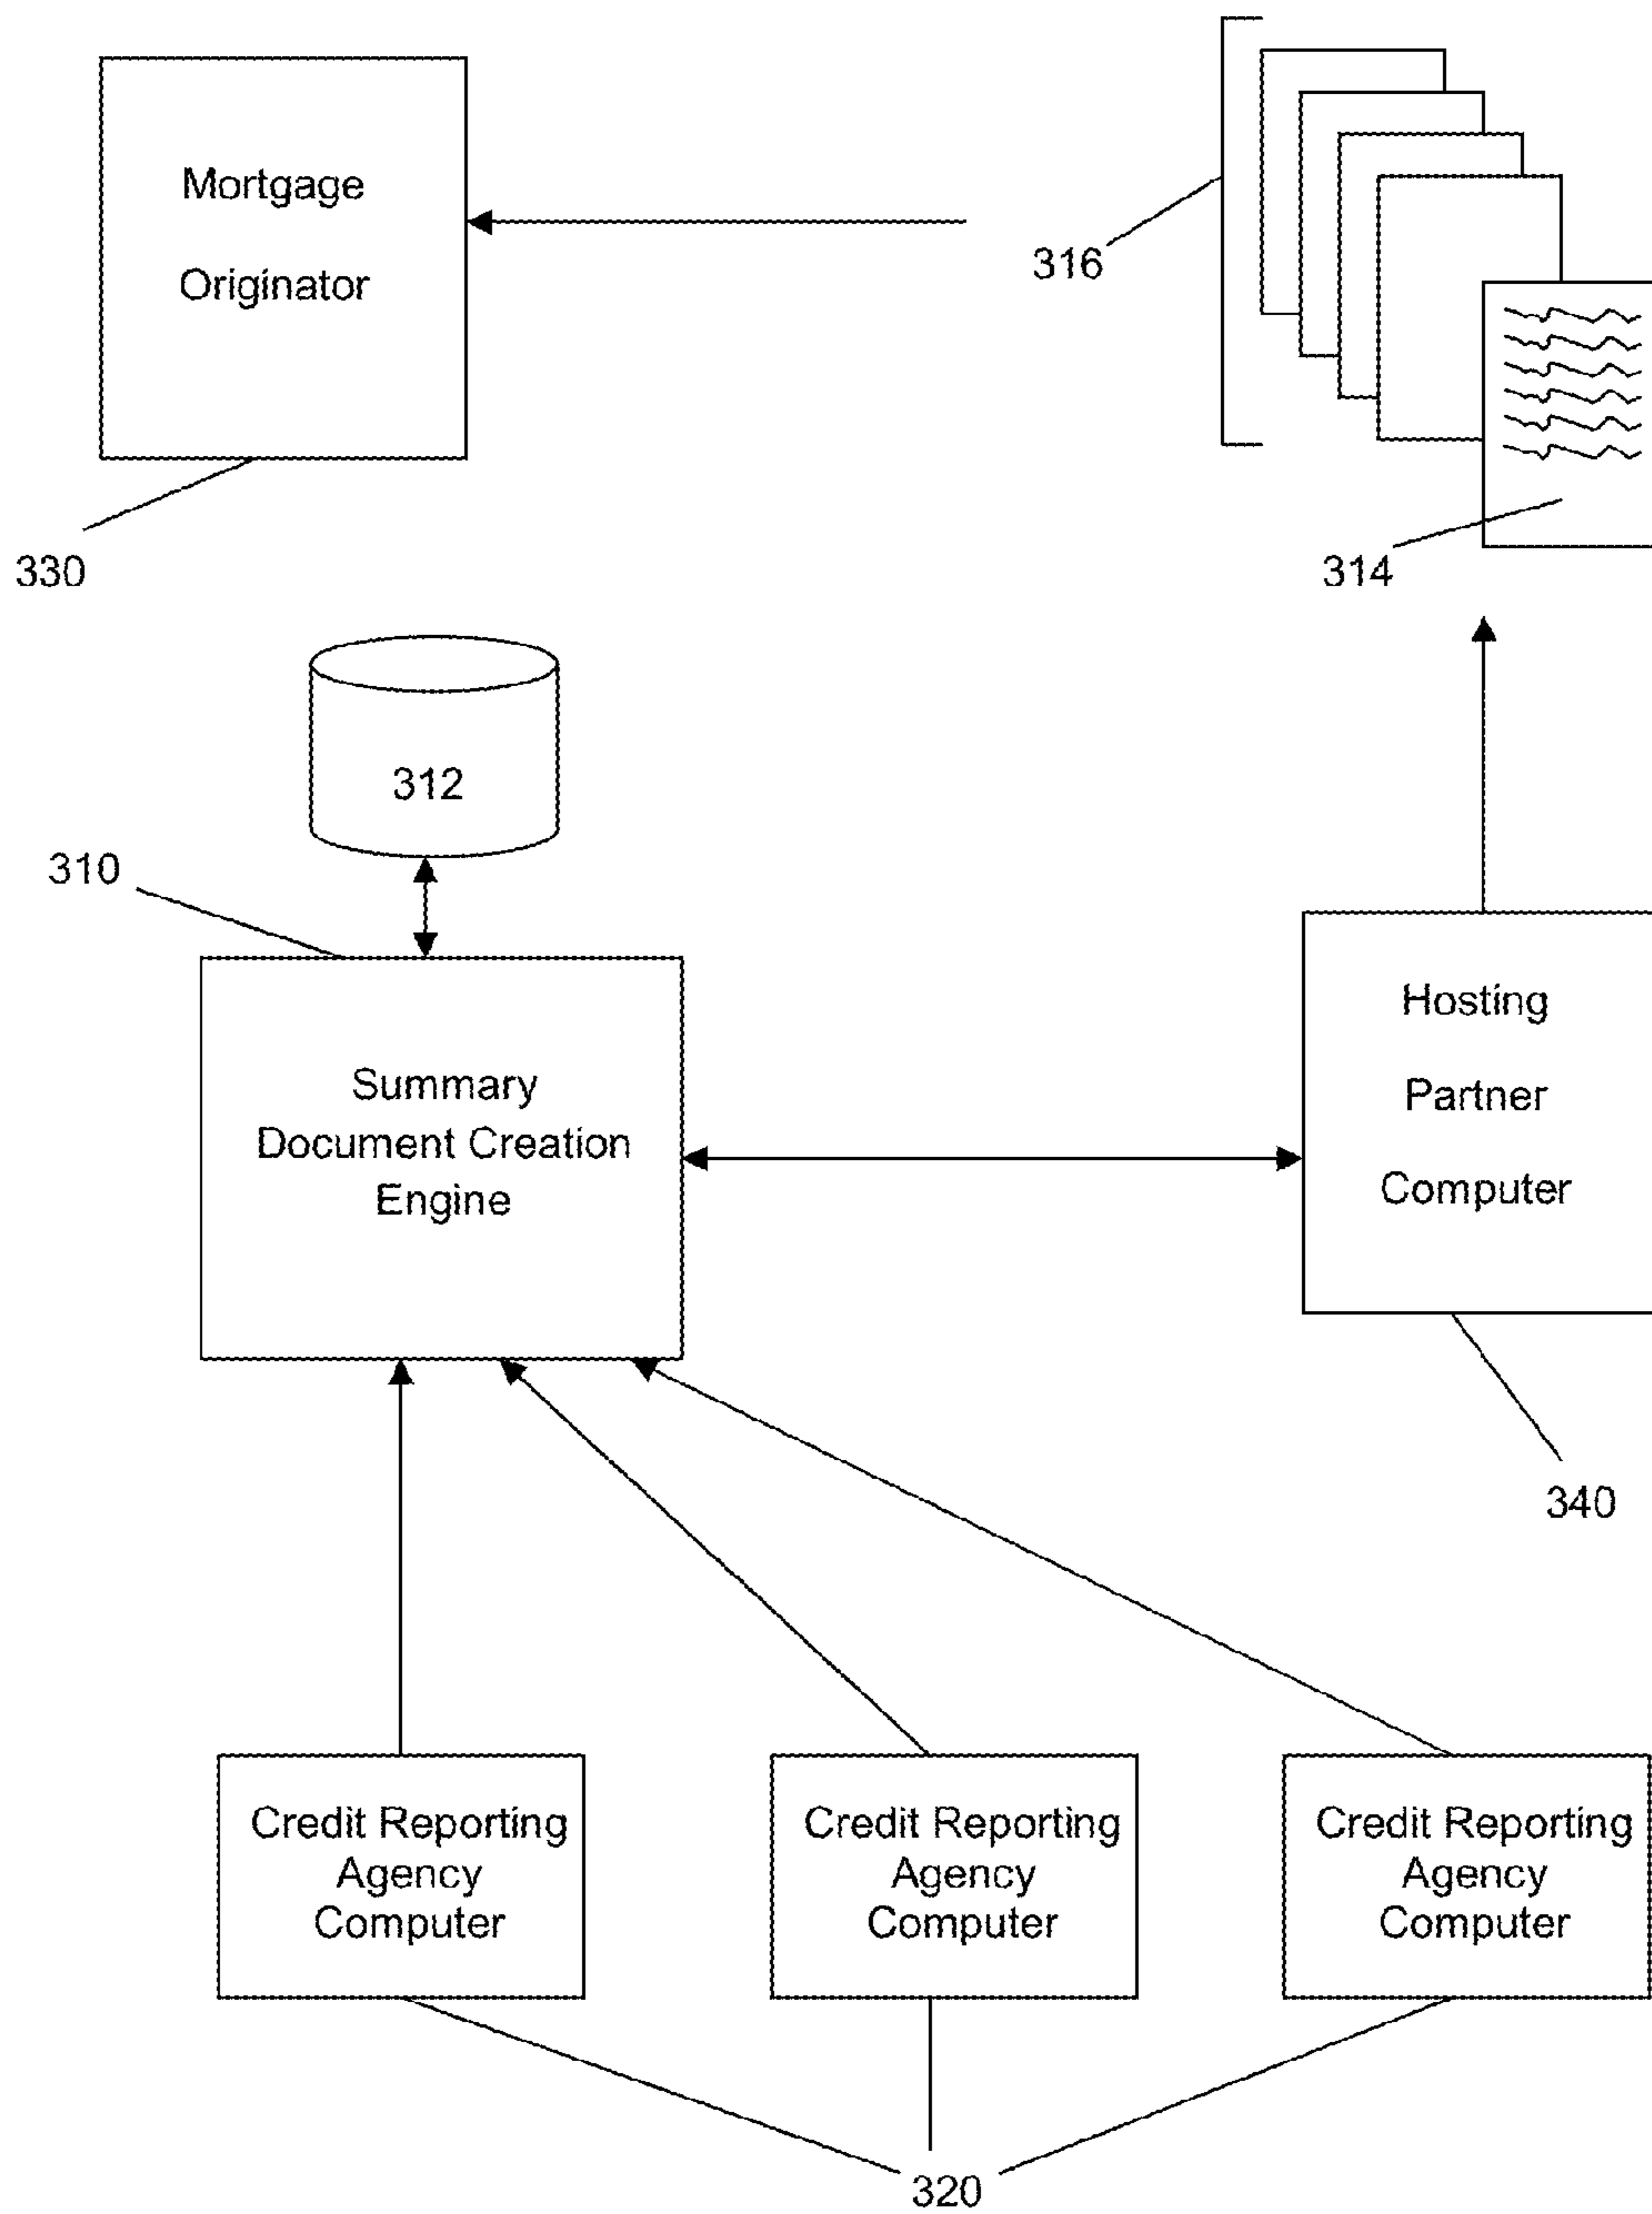 Mortgage
Originator
316
330
314
312
310
Summary
Document Creation
Engine
Hosting
Partner
Computer
340
Credit Reporting
Agency
Computer
Credit Reporting
Agency
Computer
Credit Reporting
Agency
Computer
320